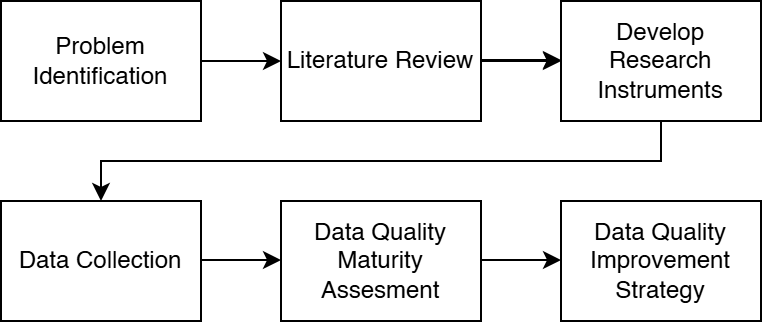 Problem
Identification
Literature Review
Develop
Research
Instruments
Data Collection
Data Quality
Maturity
Assesment
Data Quality
Improvement
Strategy